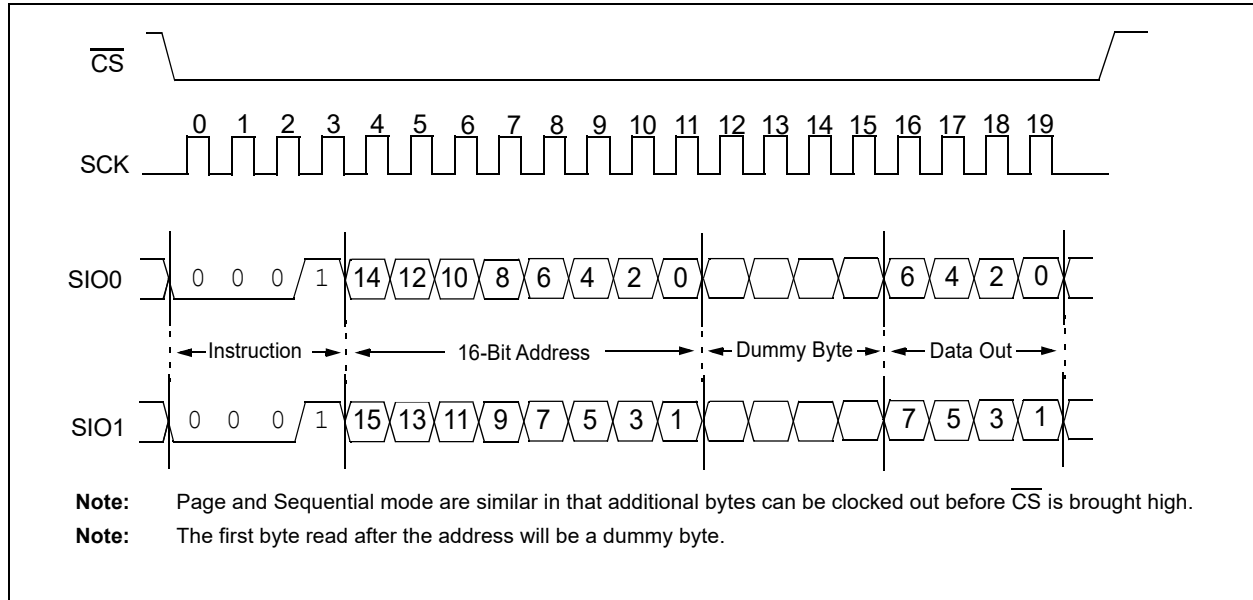 CS
0 1 2 3 4 5 6 7 8 9 10 11 12 13 14 15 16 17 18 19
SCK
SIO0 0 0 0 1 14 12 10 8 6 4 2 0 6 4 2 0
Instruction 16-Bit Address Dummy Byte Data Out
SIO1 0 0 0 1 15 13 11 9 7 5 3 1 7 5 3 1
Note: Page and Sequential mode are similar in that additional bytes can be clocked out before CS is brought high.
Note: The first byte read after the address will be a dummy byte.